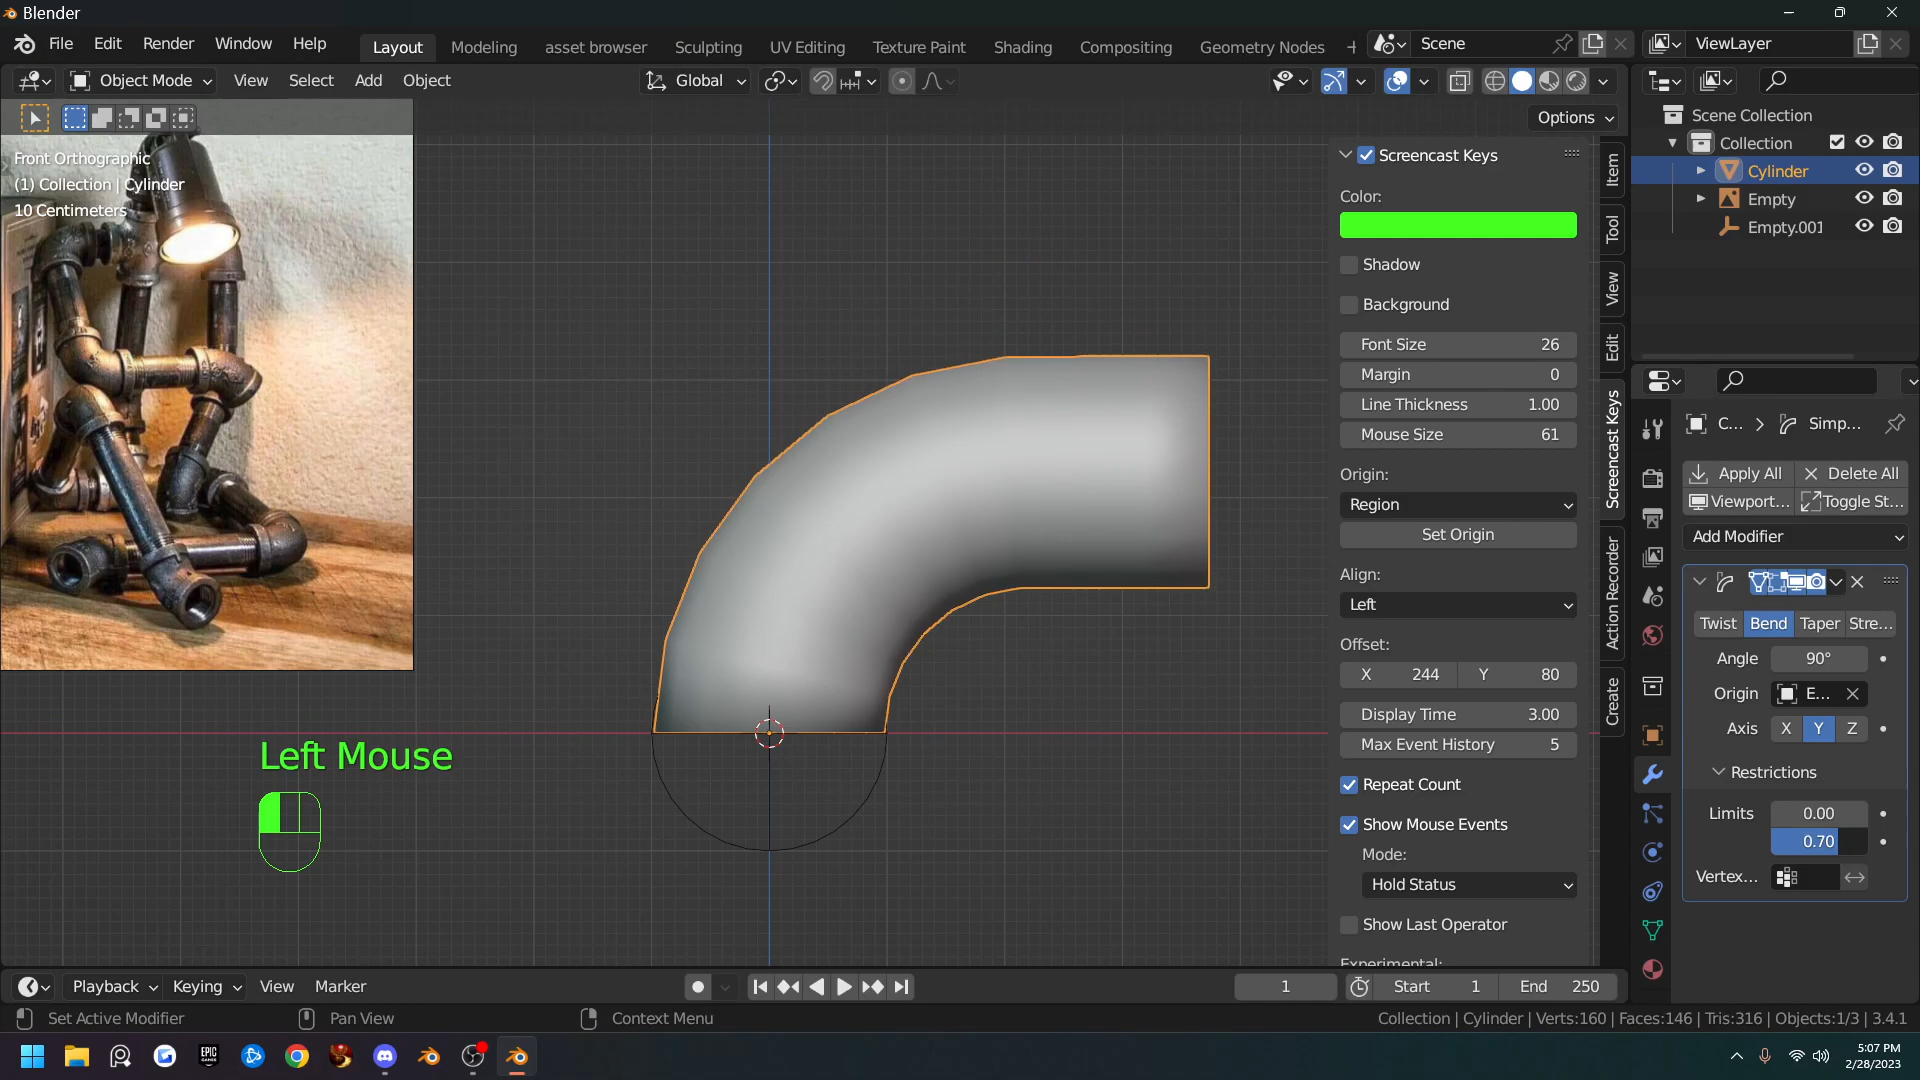 Blender
File Edit Render Window Help
Layout Modeling asset browser Sculpting UV Editing Texture Paint Shading Compositing Geometry Nodes +
Scene
ViewLayer
Object Mode View Select Add Object
Global
Options
Front Orthographic
(1) Collection | Cylinder
10 Centimeters
Screencast Keys
Color:
Shadow
Background
Font Size 26
Margin 0
Line Thickness 1.00
Mouse Size 61
Origin:
Region
Set Origin
Align:
Left
Offset:
X 244 Y 80
Display Time 3.00
Max Event History 5
Repeat Count
Show Mouse Events
Mode:
Hold Status
Show Last Operator
Experimental:
Item
Tool
View
Edit
Screencast Keys
Action Recorder
Create
Scene Collection
Collection
Cylinder
Empty
Empty.001
C... Simp...
Apply All Delete All
Viewport... Toggle St...
Add Modifier
Twist Bend Taper Stre...
Angle 90°
Origin E...
Axis X Y Z
Restrictions
Limits 0.00
0.70
Vertex...
Left Mouse
Playback Keying View Marker
1
Start 1 End 250
Set Active Modifier Pan View Context Menu
Collection | Cylinder | Verts:160 | Faces:146 | Tris:316 | Objects:1/3 | 3.4.1
EPIC
GAMES
5:07 PM
2/28/2023